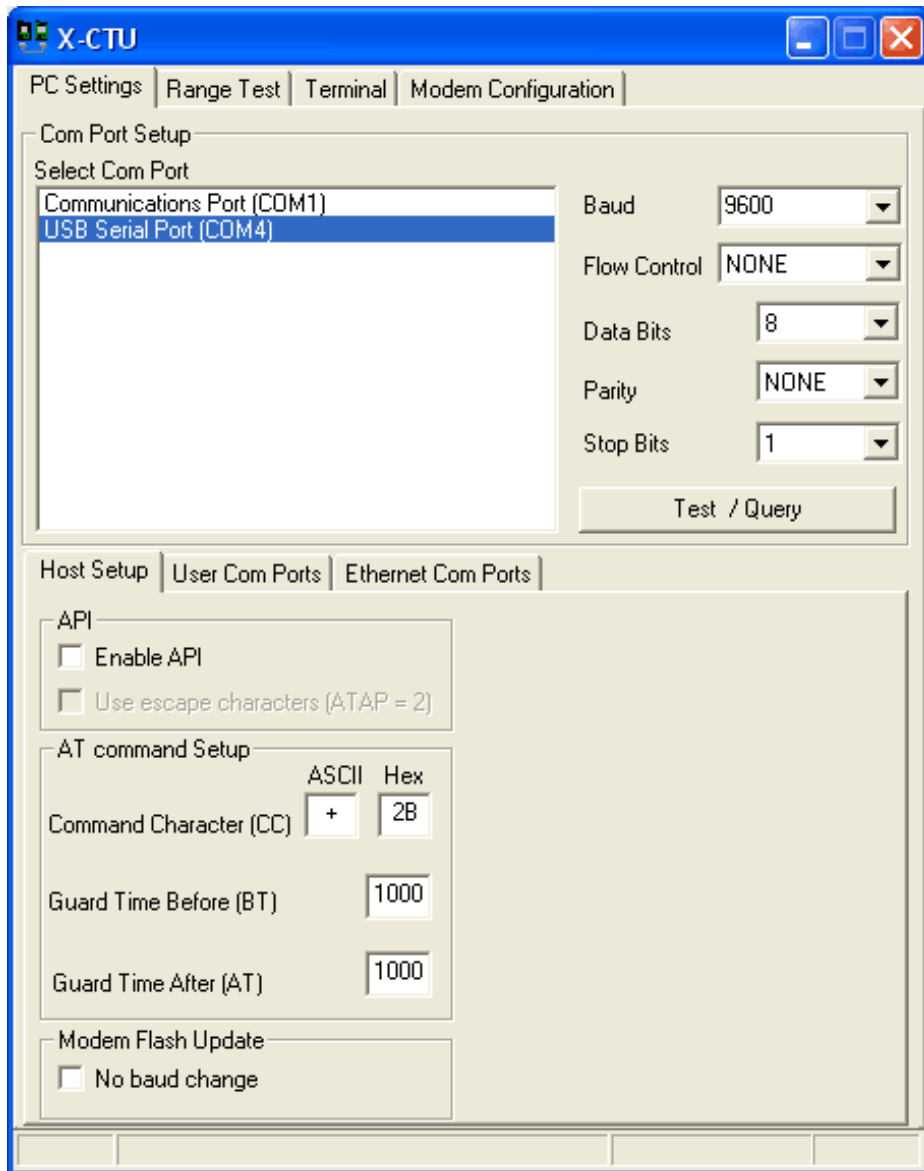 X-CTU
PC Settings Range Test Terminal Modem Configuration
Com Port Setup
Select Com Port
Communications Port (COM1)
USB Serial Port (COM4)
Baud 9600
Flow Control NONE
Data Bits 8
Parity NONE
Stop Bits 1
Test / Query
Host Setup User Com Ports Ethernet Com Ports
API
Enable API
Use escape characters (ATAP = 2)
AT command Setup
ASCII Hex
Command Character (CC) + 2B
Guard Time Before (BT) 1000
Guard Time After (AT) 1000
Modem Flash Update
No baud change